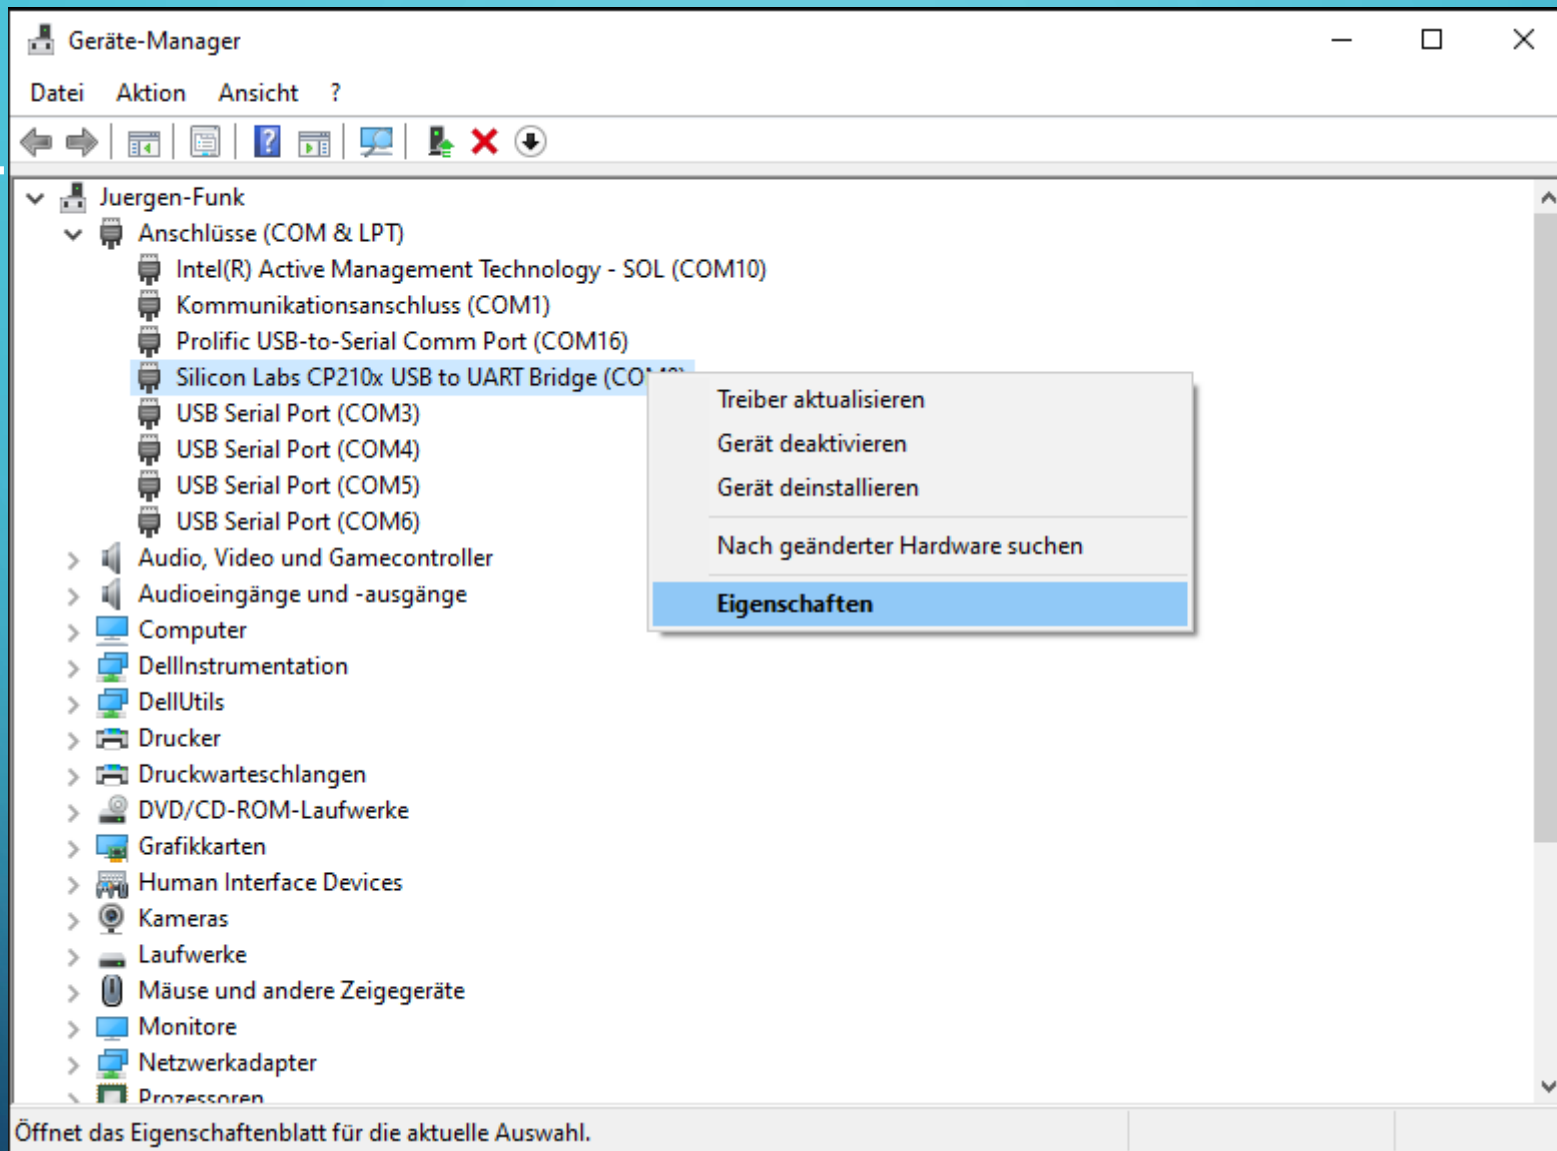 Geräte-Manager
Datei Aktion Ansicht ?
Juergen-Funk
Anschlüsse (COM & LPT)
Intel(R) Active Management Technology - SOL (COM10)
Kommunikationsanschluss (COM1)
Prolific USB-to-Serial Comm Port (COM16)
Silicon Labs CP210x USB to UART Bridge
USB Serial Port (COM3)
USB Serial Port (COM4)
USB Serial Port (COM5)
USB Serial Port (COM6)
Audio, Video und Gamecontroller
Audioeingänge und -ausgänge
Computer
DellInstrumentation
DellUtils
Drucker
Druckwarteschlangen
DVD/CD-ROM-Laufwerke
Grafikkarten
Human Interface Devices
Kameras
Laufwerke
Mäuse und andere Zeigegeräte
Monitore
Netzwerkadapter
Prozessoren
Treiber aktualisieren
Gerät deaktivieren
Gerät deinstallieren
Nach geänderter Hardware suchen
Eigenschaften
Öffnet das Eigenschaftenblatt für die aktuelle Auswahl.